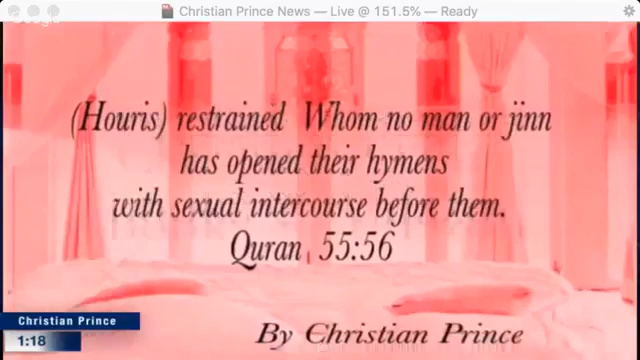 Christian Prince News — Live @ 151.5% — Ready
(Houris) restrained Whom no man or jinn
has opened their hymens
with sexual intercourse before them.
Quran 55:56
Christian Prince
1:18
By Christian Prince